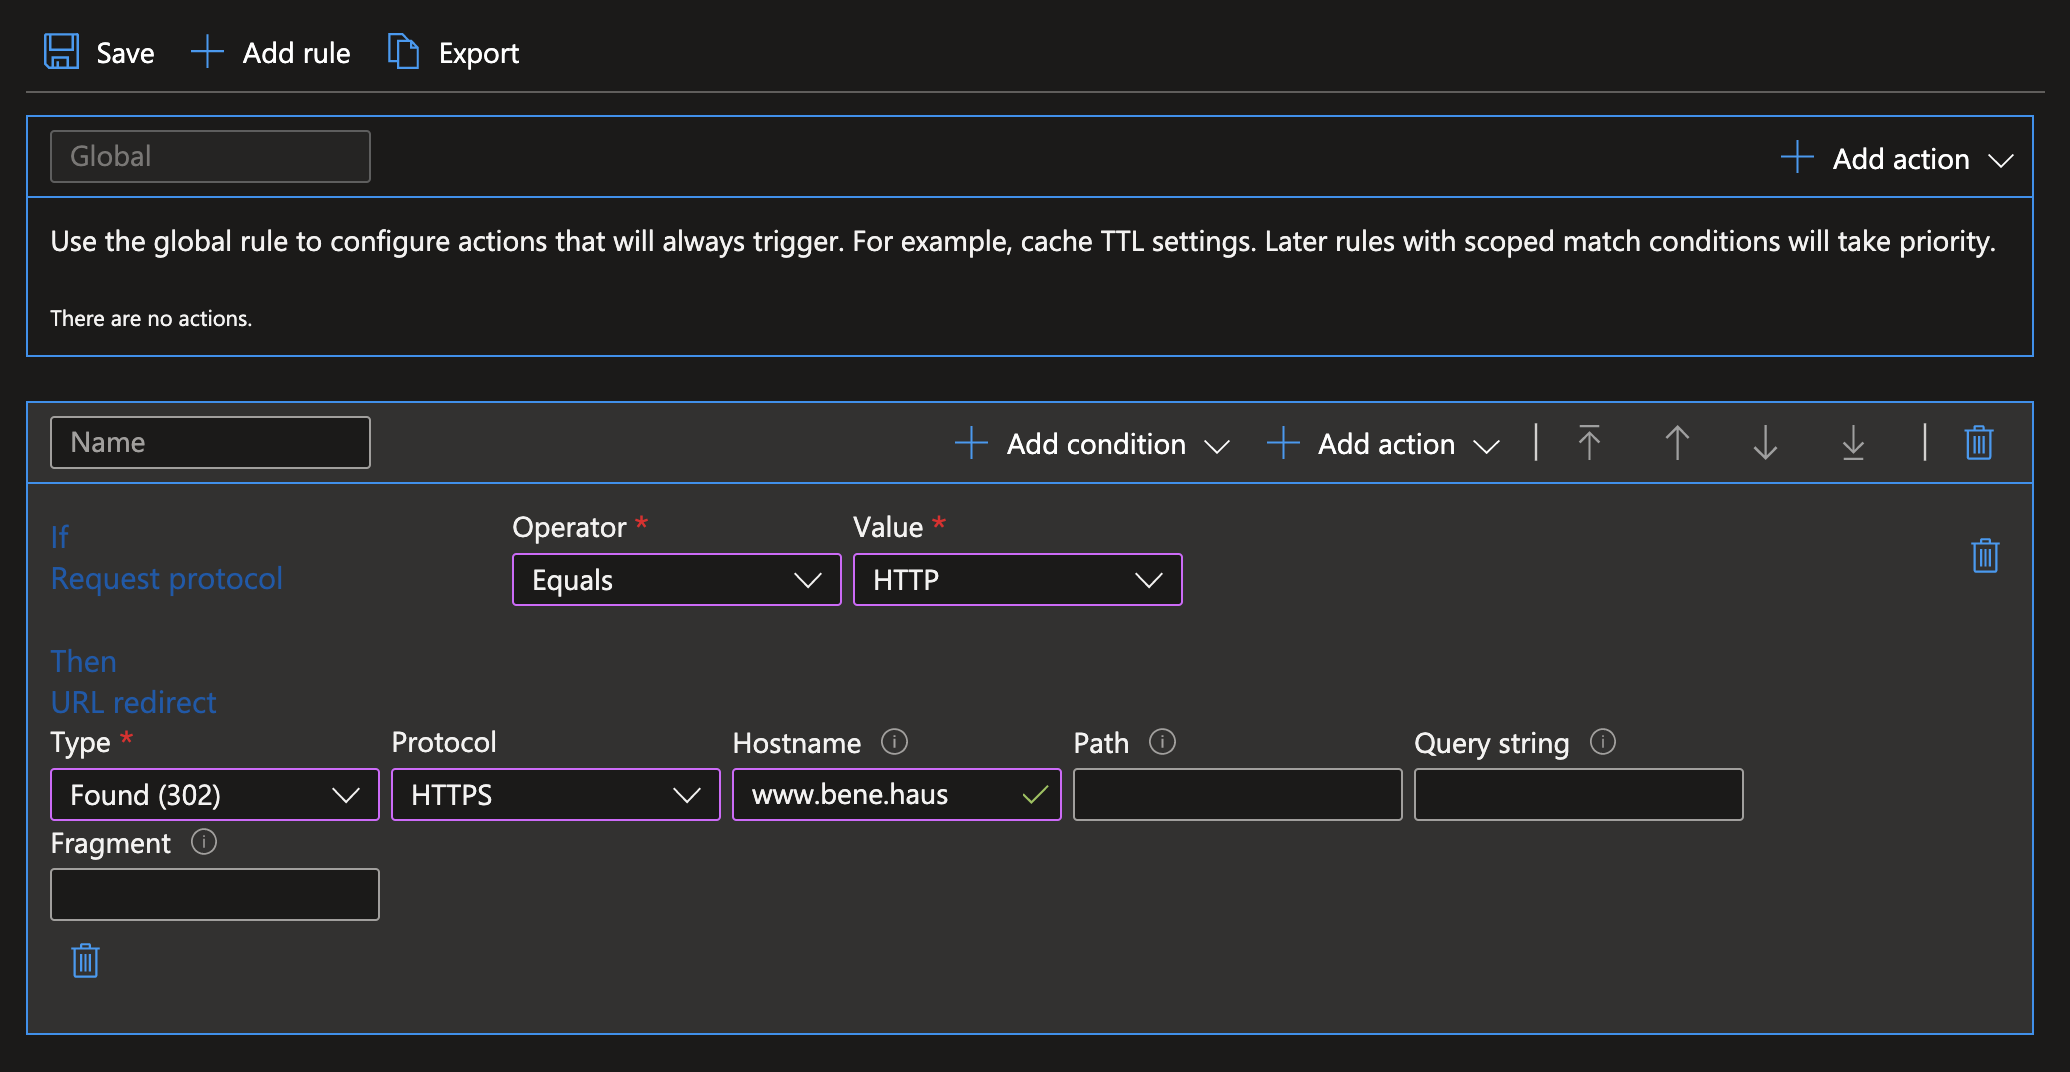 Save Add rule Export
Global Add action
Use the global rule to configure actions that will always trigger. For example, cache TTL settings. Later rules with scoped match conditions will take priority.
There are no actions.
Name Add condition Add action
If
Request protocol
Operator * Value *
Equals HTTP
Then
URL redirect
Type * Protocol Hostname Path Query string
Found (302) HTTPS www.bene.haus
Fragment